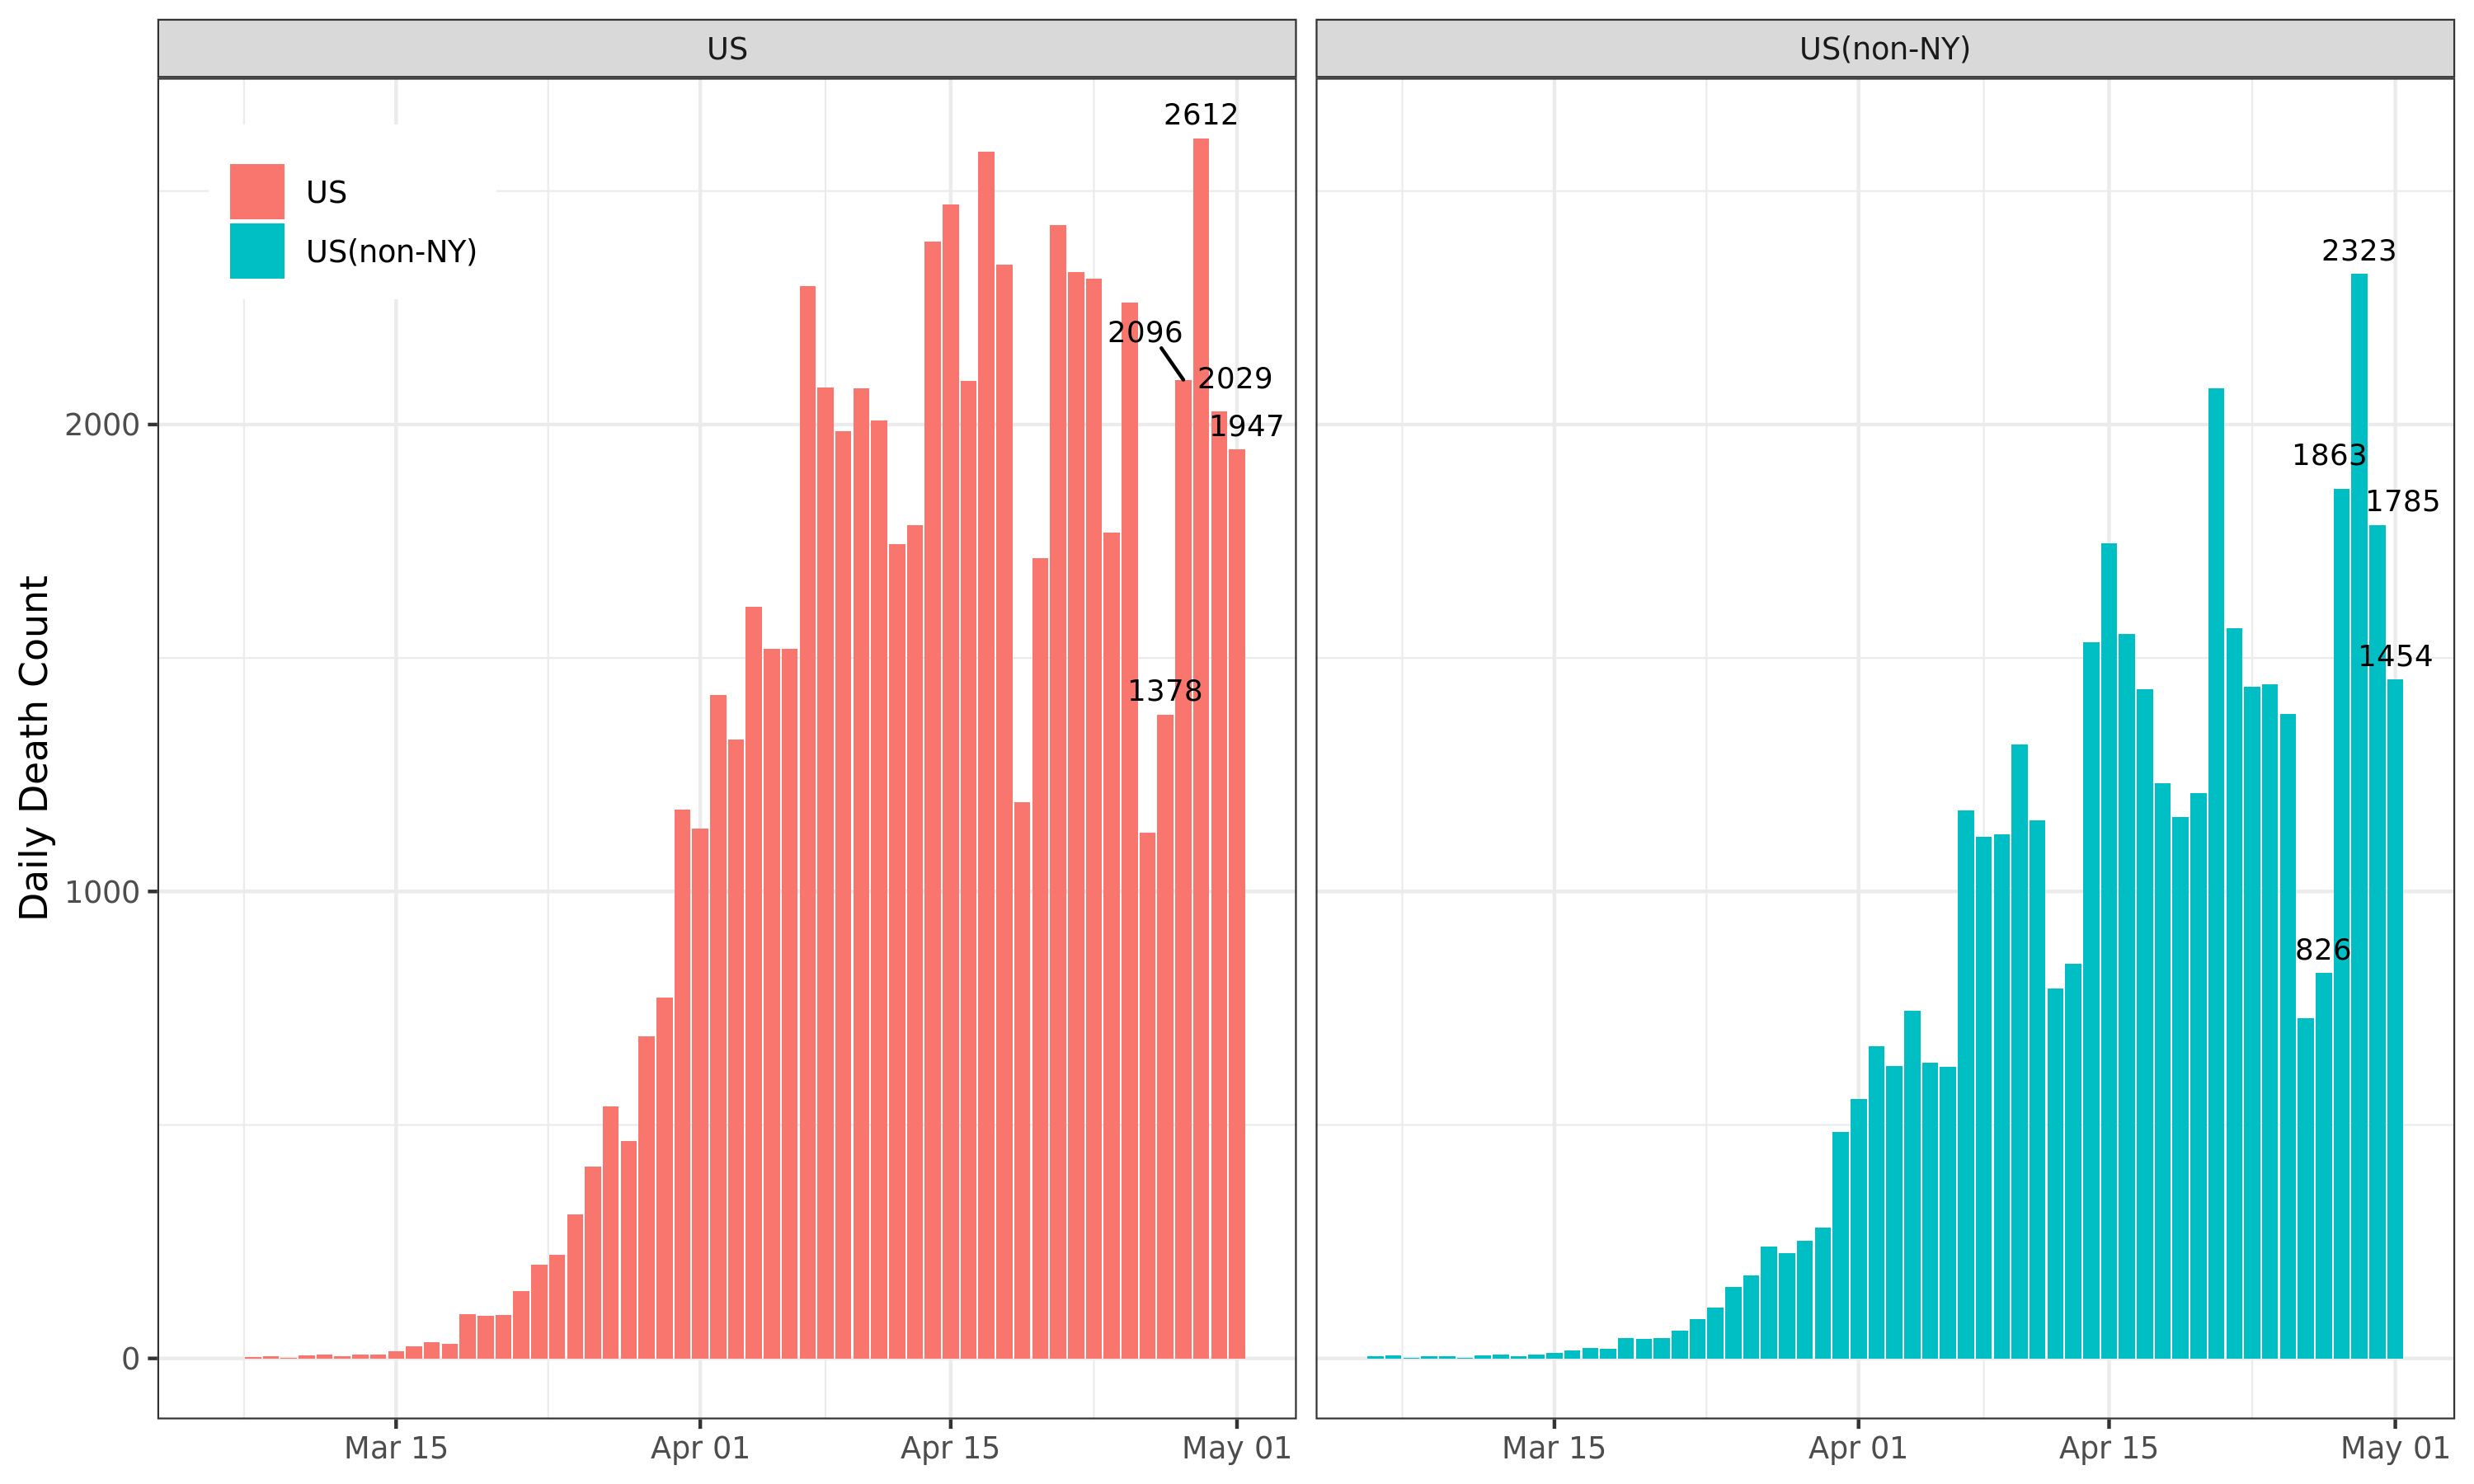 US
US(non-NY)
US
US(non-NY)
2612
2096
2029
1947
1378
2323
1863
1785
1454
826
Daily Death Count
2000
1000
0
Mar 15
Apr 01
Apr 15
May 01
Mar 15
Apr 01
Apr 15
May 01